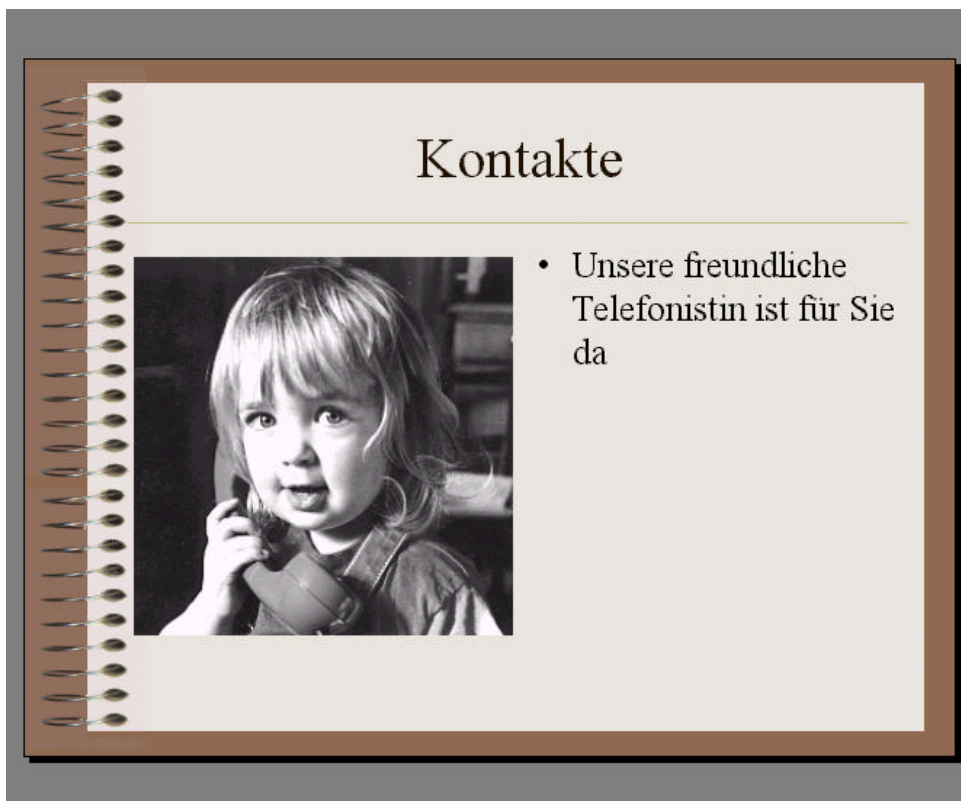 Kontakte
• Unsere freundliche
Telefonistin ist für Sie
da